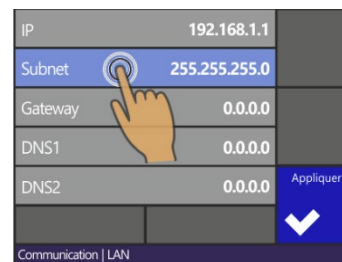 IP 192.168.1.1
Subnet 255.255.255.0
Gateway 0.0.0.0
DNS1 0.0.0.0
DNS2 0.0.0.0
Appliquer
Communication | LAN